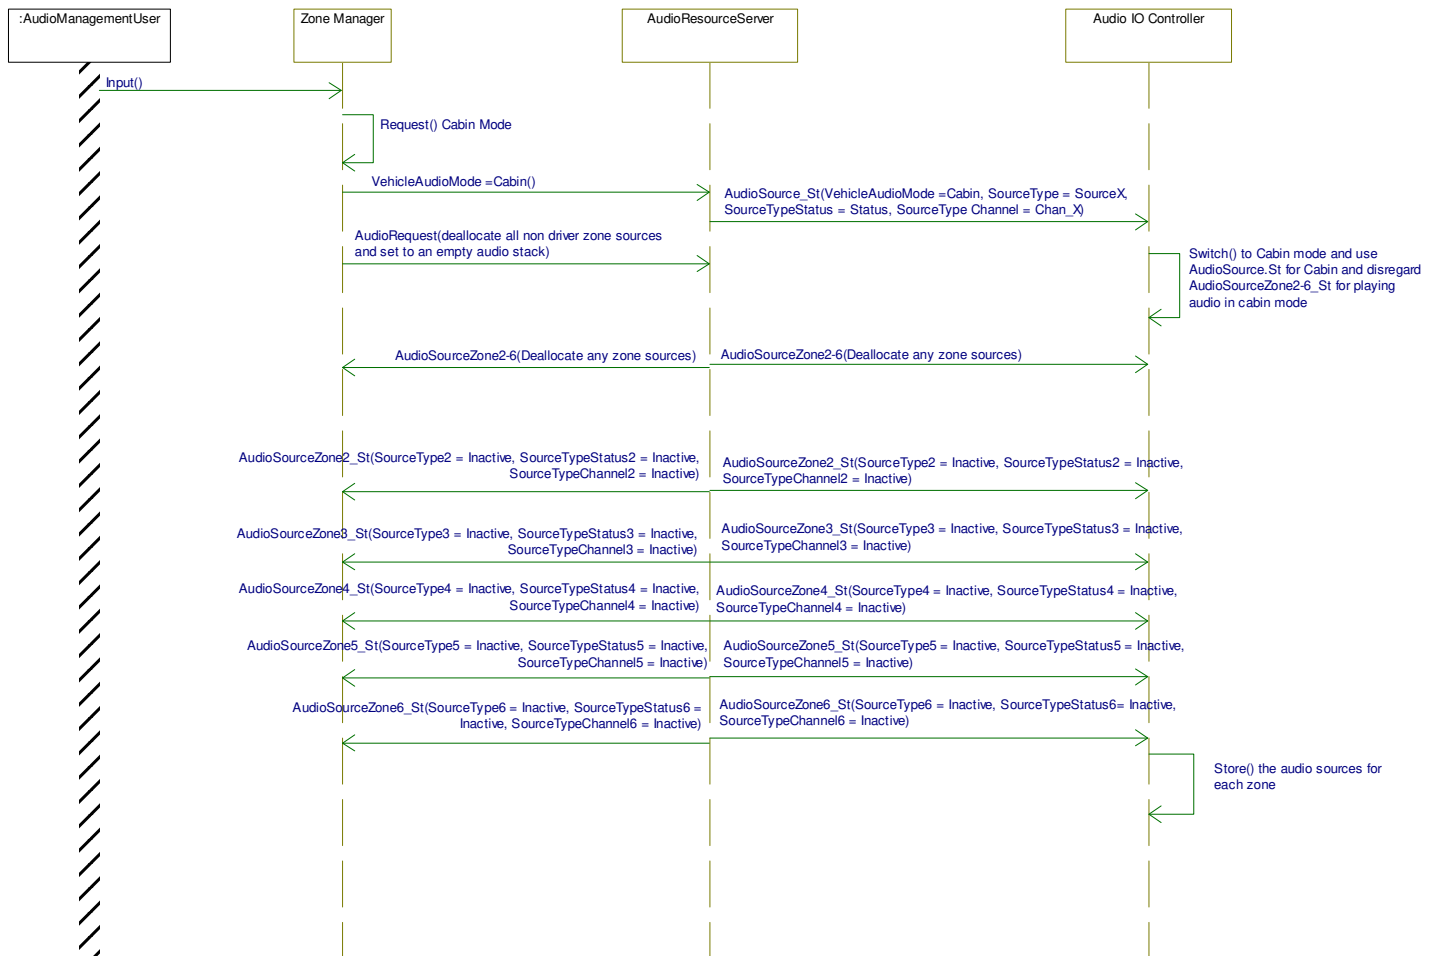 :AudioManagementUser
Zone Manager
AudioResourceServer
Audio IO Controller
Input()
Request() Cabin Mode
VehicleAudioMode =Cabin()
AudioSource_St(VehicleAudioMode =Cabin, SourceType = SourceX,
SourceTypeStatus = Status, SourceType Channel = Chan_X)
AudioRequest(deallocate all non driver zone sources
and set to an empty audio stack)
Switch() to Cabin mode and use
AudioSource.St for Cabin and disregard
AudioSourceZone2-6_St for playing
audio in cabin mode
AudioSourceZone2-6(Deallocate any zone sources)
AudioSourceZone2-6(Deallocate any zone sources)
AudioSourceZone2_St(SourceType2 = Inactive, SourceTypeStatus2 = Inactive,
SourceTypeChannel2 = Inactive)
AudioSourceZone2_St(SourceType2 = Inactive, SourceTypeStatus2 = Inactive,
SourceTypeChannel2 = Inactive)
AudioSourceZone3_St(SourceType3 = Inactive, SourceTypeStatus3 = Inactive,
SourceTypeChannel3 = Inactive)
AudioSourceZone3_St(SourceType3 = Inactive, SourceTypeStatus3 = Inactive,
SourceTypeChannel3 = Inactive)
AudioSourceZone4_St(SourceType4 = Inactive, SourceTypeStatus4 = Inactive,
SourceTypeChannel4 = Inactive)
AudioSourceZone4_St(SourceType4 = Inactive, SourceTypeStatus4 = Inactive,
SourceTypeChannel4 = Inactive)
AudioSourceZone5_St(SourceType5 = Inactive, SourceTypeStatus5 = Inactive,
SourceTypeChannel5 = Inactive)
AudioSourceZone5_St(SourceType5 = Inactive, SourceTypeStatus5 = Inactive,
SourceTypeChannel5 = Inactive)
AudioSourceZone6_St(SourceType6 = Inactive, SourceTypeStatus6 =
Inactive, SourceTypeChannel6 = Inactive)
AudioSourceZone6_St(SourceType6 = Inactive, SourceTypeStatus6= Inactive,
SourceTypeChannel6 = Inactive)
Store() the audio sources for
each zone